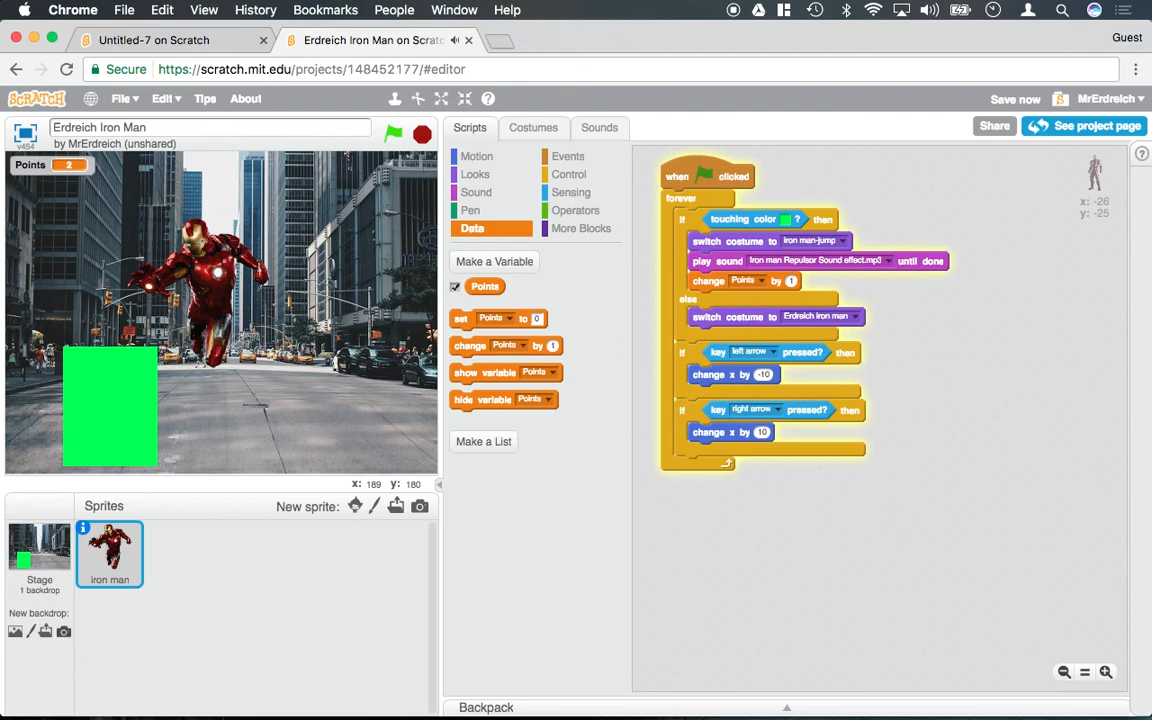 Chrome File Edit View History Bookmarks People Window Help
Untitled-7 on Scratch
Erdreich Iron Man on Scratc
Guest
Secure https://scratch.mit.edu/projects/148452177/#editor
SCRATCH File Edit Tips About Save now MrErdreich
Share See project page
v454 Erdreich Iron Man
by MrErdreich (unshared)
Points 2
x: 189 y: 180
Sprites New sprite:
Stage
1 backdrop
New backdrop:
iron man
Scripts Costumes Sounds
Motion Events
Looks Control
Sound Sensing
Pen Operators
Data More Blocks
Make a Variable
Points
set Points to 0
change Points by 1
show variable Points
hide variable Points
Make a List
when clicked
forever
if touching color ? then
switch costume to Iron man-jump
play sound Iron man Repulsor Sound effect.mp3 until done
change Points by 1
else
switch costume to Erdreich Iron man
if key left arrow pressed? then
change x by -10
if key right arrow pressed? then
change x by 10
x: -26
y: -25
Backpack